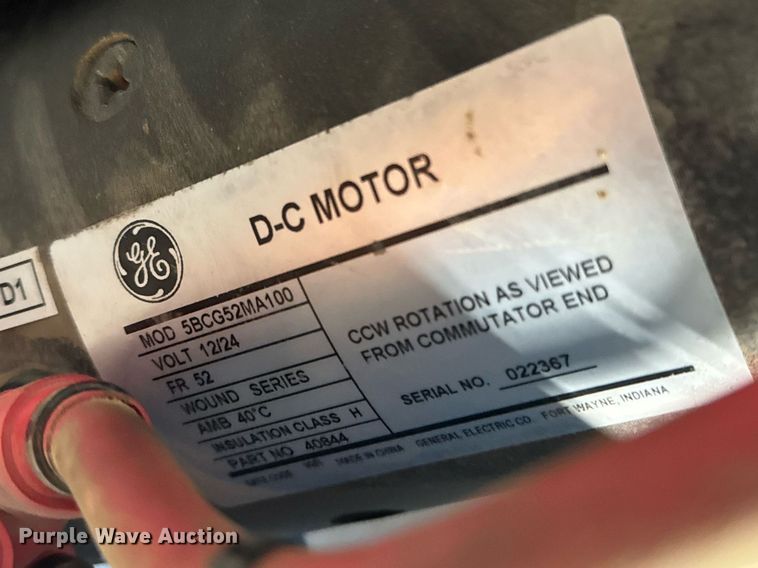 D-C MOTOR
GE
D1
MOD 5BCG52MA100
VOLT 12/24
FR 52
WOUND SERIES
AMB 40°C
INSULATION CLASS H
PART NO 40844
CCW ROTATION AS VIEWED
FROM COMMUTATOR END
SERIAL NO. 022367
MFG CODE MADE IN CHINA GENERAL ELECTRIC CO. FORT WAYNE, INDIANA
Purple Wave Auction